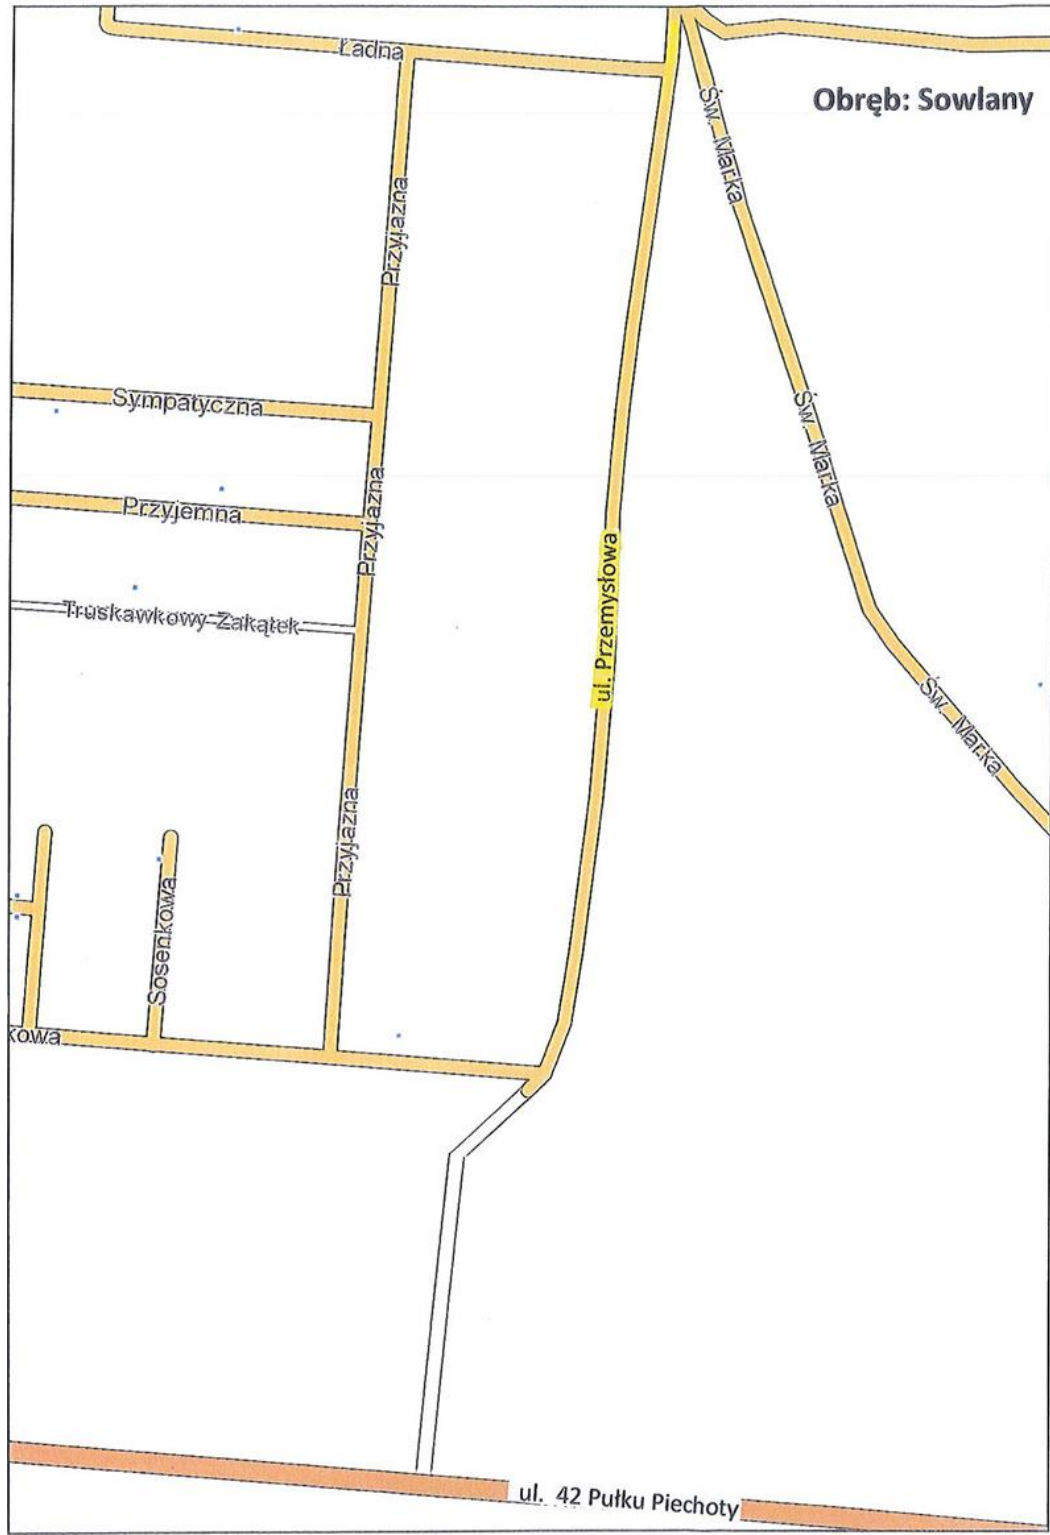 Ładna
Obręb: Sowlany
Św. Marka
Przyjazna
Sympatyczna
Św. Marka
Przyjazna
Przyjemna
ul. Przemysłowa
Truskawkowy Zakątek
Św. Marka
Przyjazna
Sosenkowa
kowa
ul. 42 Pułku Piechoty